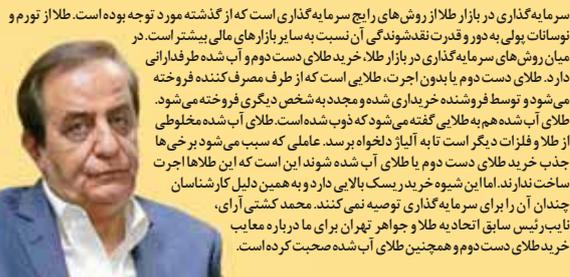 سرمایه‌گذاری در بازار طلا از روش‌های رایج سرمایه‌گذاری است که از گذشته مورد توجه بوده است. طلا از تورم و
نوسانات پولی به دور و قدرت نقدشوندگی آن نسبت به سایر بازارهای مالی بیشتر است. در
میان روش‌های سرمایه‌گذاری در بازار طلا، خرید طلای دست دوم و آب شده طرفدارانی
دارد. طلای دست دوم یا بدون اجرت، طلایی است که از طرف مصرف‌کننده فروخته
می‌شود و توسط فروشنده خریداری شده و مجدد به شخص دیگری فروخته می‌شود.
طلای آب شده هم به طلایی گفته می‌شود که ذوب شده است. طلای آب شده مخلوطی
از طلا و فلزات دیگر است تا به آلیاژ دلخواه برسد. عاملی که سبب می‌شود برخی‌ها
جذب خرید طلای دست دوم یا طلای آب شده شوند این است که این طلاها اجرت
ساخت ندارند. اما این شیوه خرید ریسک بالایی دارد و به همین دلیل کارشناسان
چندان آن را برای سرمایه‌گذاری توصیه نمی‌کنند. محمد کشتی‌آرای،
نایب‌رئیس سابق اتحادیه طلا و جواهر تهران برای ما درباره معایب
خرید طلای دست دوم و همچنین طلای آب شده صحبت کرده است.